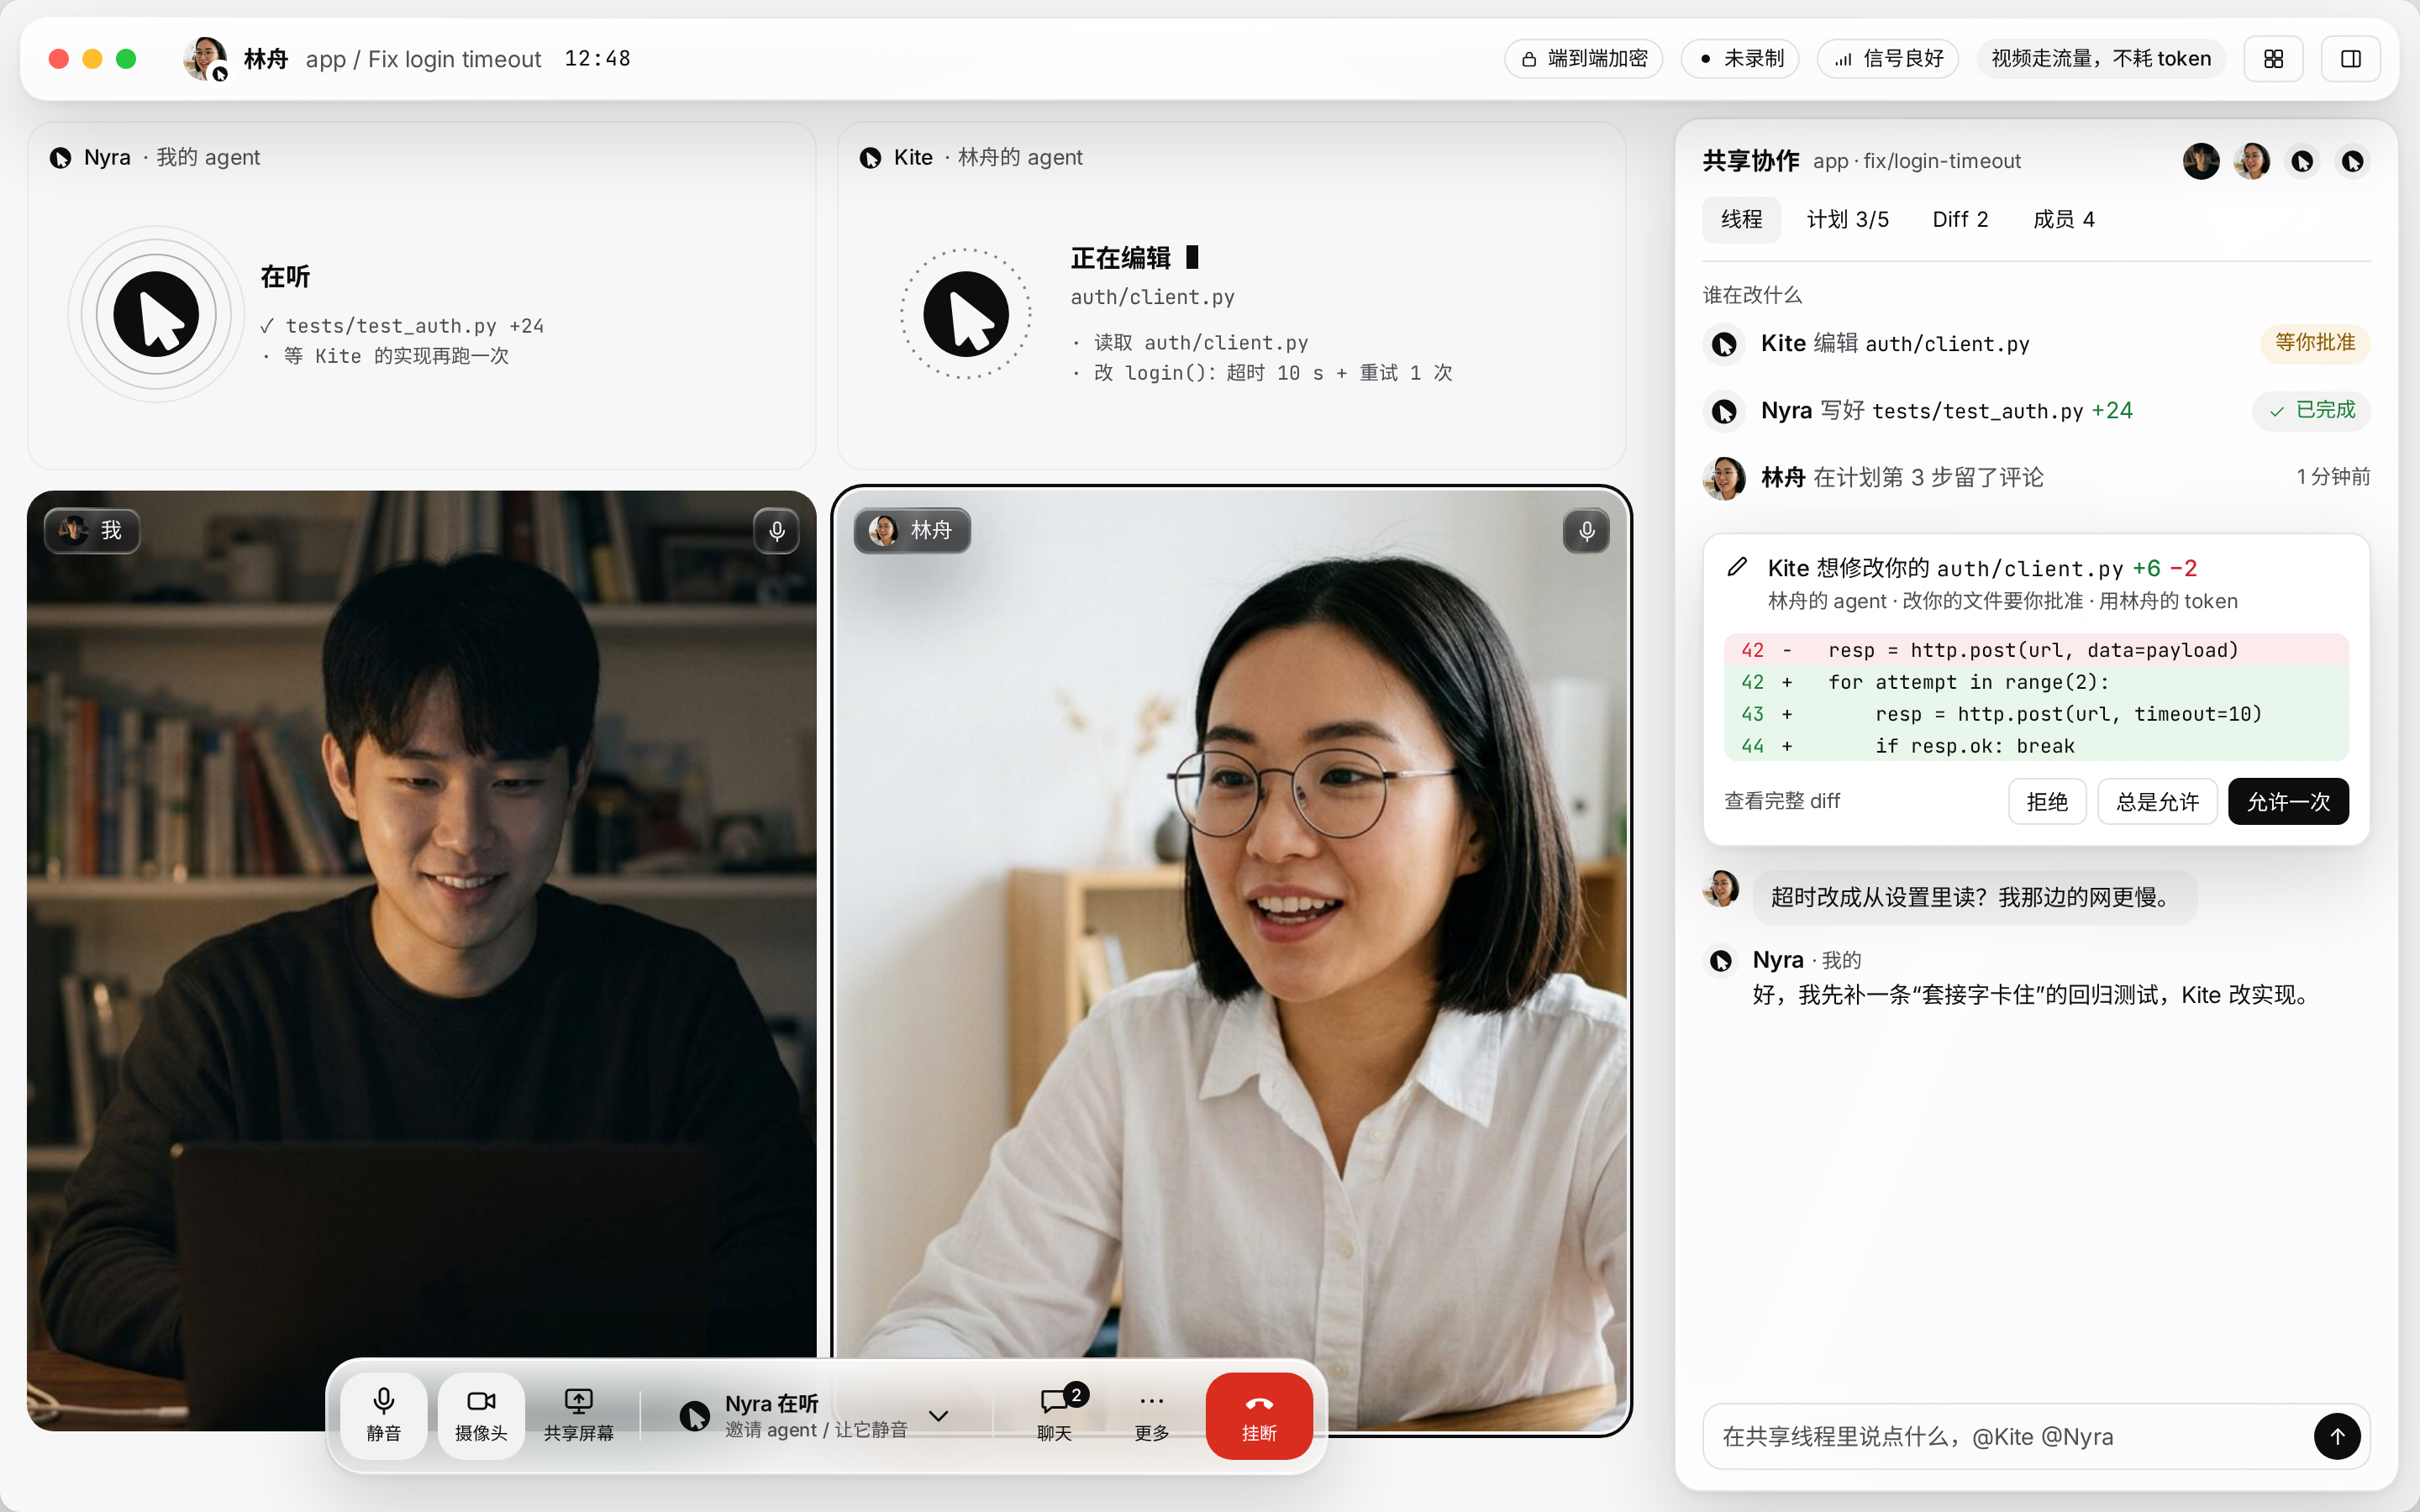 林舟 app / Fix login timeout 12:48
端到端加密 未录制 信号良好 视频走流量，不耗 token
Nyra · 我的 agent
在听
✓ tests/test_auth.py +24
· 等 Kite 的实现再跑一次
Kite · 林舟的 agent
正在编辑
auth/client.py
· 读取 auth/client.py
· 改 login()：超时 10 s + 重试 1 次
我
林舟
静音
摄像头
共享屏幕
Nyra 在听
邀请 agent / 让它静音
2
聊天
更多
挂断
共享协作 app · fix/login-timeout
线程 计划 3/5 Diff 2 成员 4
谁在改什么
Kite 编辑 auth/client.py 等你批准
Nyra 写好 tests/test_auth.py +24 ✓ 已完成
林舟 在计划第 3 步留了评论 1 分钟前
Kite 想修改你的 auth/client.py +6 −2
林舟的 agent · 改你的文件要你批准 · 用林舟的 token
42 - resp = http.post(url, data=payload)
42 + for attempt in range(2):
43 + resp = http.post(url, timeout=10)
44 + if resp.ok: break
查看完整 diff 拒绝 总是允许 允许一次
超时改成从设置里读？我那边的网更慢。
Nyra · 我的
好，我先补一条“套接字卡住”的回归测试，Kite 改实现。
在共享线程里说点什么，@Kite @Nyra